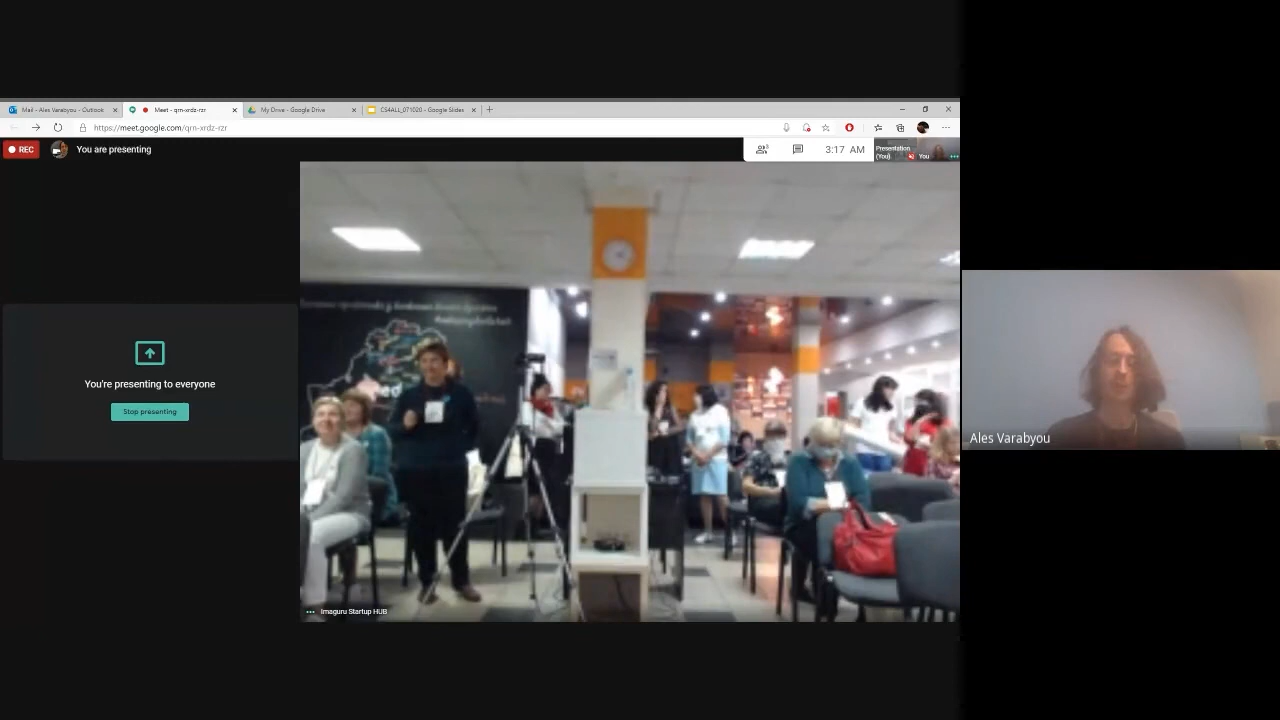 Mail - Ales Varabyou - Outlook
Meet - qrn-xrdz-rzr
My Drive - Google Drive
CS4ALL_071020 - Google Slides
https://meet.google.com/qrn-xrdz-rzr
REC
You are presenting
3:17 AM
Presentation
(You)
You
You're presenting to everyone
Stop presenting
Ales Varabyou
Imaguru Startup HUB